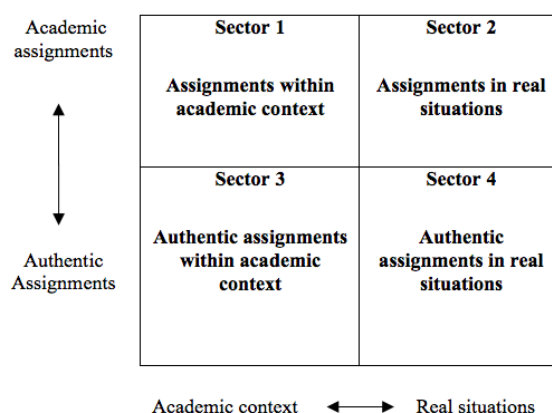 Academic
assignments
Sector 1
Assignments within
academic context
Sector 2
Assignments in real
situations
Authentic
Assignments
Sector 3
Authentic assignments
within academic
context
Sector 4
Authentic
assignments in real
situations
Academic context
Real situations